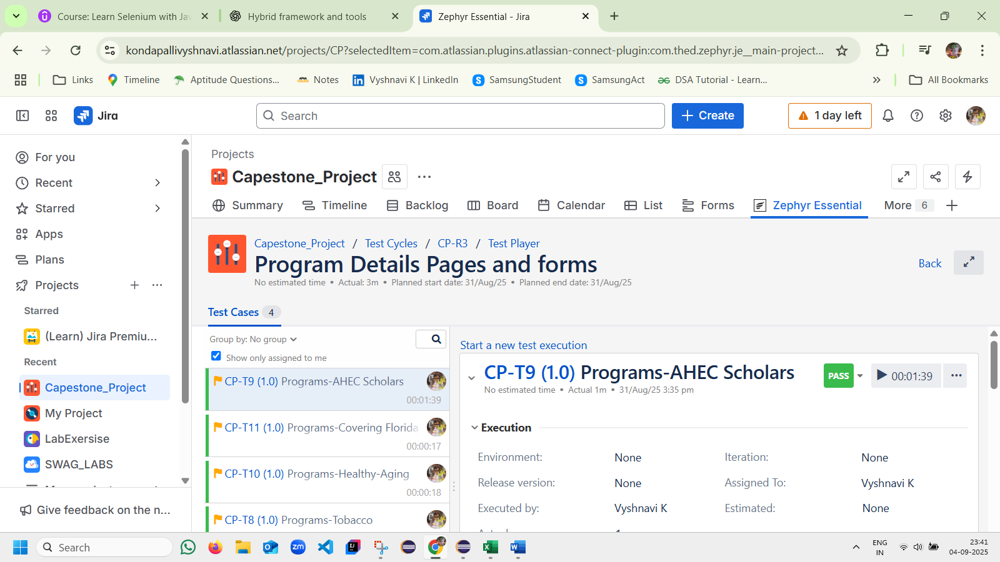 Course: Learn Selenium with Jav
Hybrid framework and tools
Zephyr Essential - Jira
kondapallivyshnavi.atlassian.net/projects/CP?selectedItem=com.atlassian.plugins.atlassian-connect-plugin:com.thed.zephyr.je__main-project...
Links
Timeline
Aptitude Questions...
Notes
Vyshnavi K | LinkedIn
SamsungStudent
SamsungAct
DSA Tutorial - Learn...
All Bookmarks
Jira
Search
Create
1 day left
For you
Recent
Starred
Apps
Plans
Projects
Starred
(Learn) Jira Premiu...
Recent
Capestone_Project
My Project
LabExersise
SWAG_LABS
Give feedback on the n...
Projects
Capestone_Project
Summary
Timeline
Backlog
Board
Calendar
List
Forms
Zephyr Essential
More 6
Capestone_Project / Test Cycles / CP-R3 / Test Player
Program Details Pages and forms
No estimated time • Actual: 3m • Planned start date: 31/Aug/25 • Planned end date: 31/Aug/25
Back
Test Cases 4
Group by: No group
Show only assigned to me
CP-T9 (1.0) Programs-AHEC Scholars
00:01:39
CP-T11 (1.0) Programs-Covering Florida
00:00:17
CP-T10 (1.0) Programs-Healthy-Aging
00:00:18
CP-T8 (1.0) Programs-Tobacco
Start a new test execution
CP-T9 (1.0) Programs-AHEC Scholars
No estimated time • Actual 1m • 31/Aug/25 3:35 pm
PASS
00:01:39
Execution
Environment: None
Iteration: None
Release version: None
Assigned To: Vyshnavi K
Executed by: Vyshnavi K
Estimated: None
Search
ENG
IN
23:41
04-09-2025